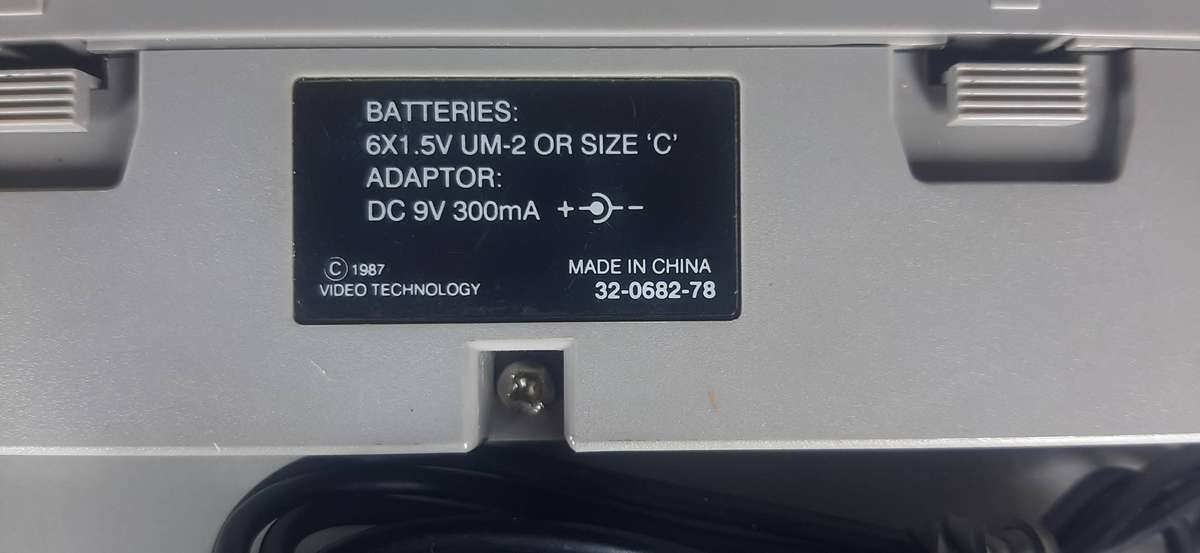 BATTERIES:
6X1.5V UM-2 OR SIZE ‘C’
ADAPTOR:
DC 9V 300mA + -
© 1987
VIDEO TECHNOLOGY
MADE IN CHINA
32-0682-78